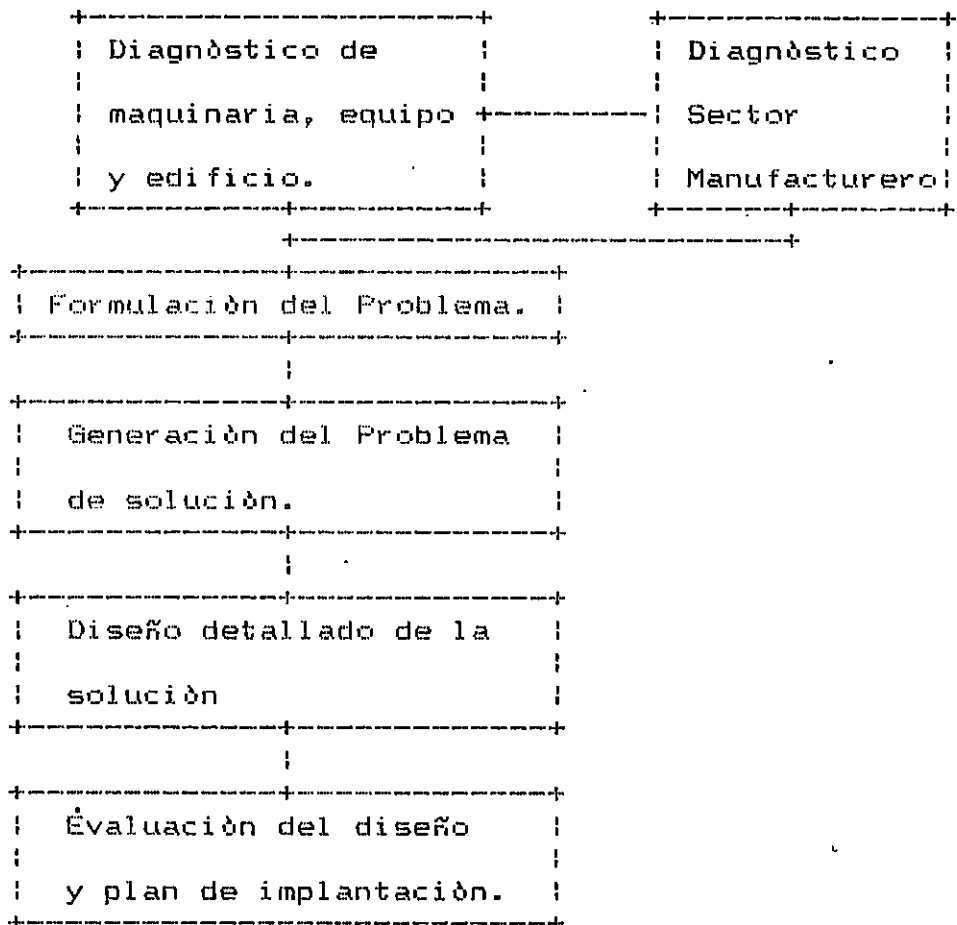 Diagnòstico de
maquinaria, equipo
y edificio.
Diagnòstico
Sector
Manufacturero
Formulaciòn del Problema.
Generaciòn del Problema
de soluciòn.
Diseño detallado de la
soluciòn
Évaluaciòn del diseño
y plan de implantaciòn.